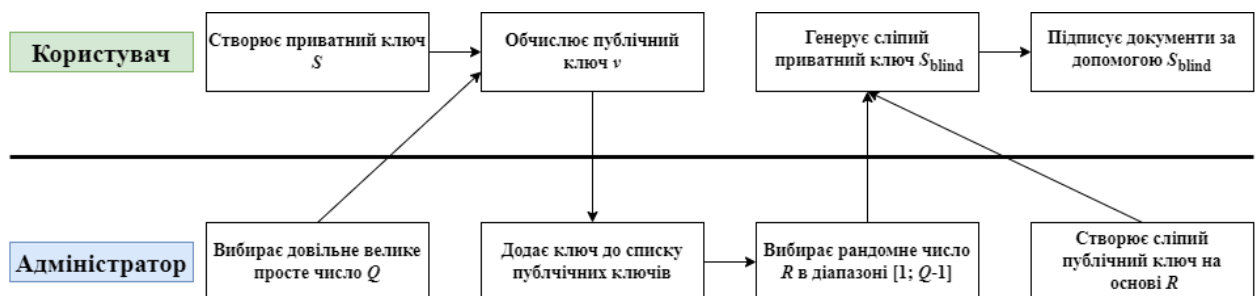 Користувач
Створює приватний ключ
S
Обчислює публічний
ключ v
Генерує сліпий
приватний ключ S_blind
Підписує документи за
допомогою S_blind
Адміністратор
Вибирає довільне велике
просте число Q
Додає ключ до списку
публчічних ключів
Вибирає рандомне число
R в діапазоні [1; Q-1]
Створює сліпий
публічний ключ на
основі R